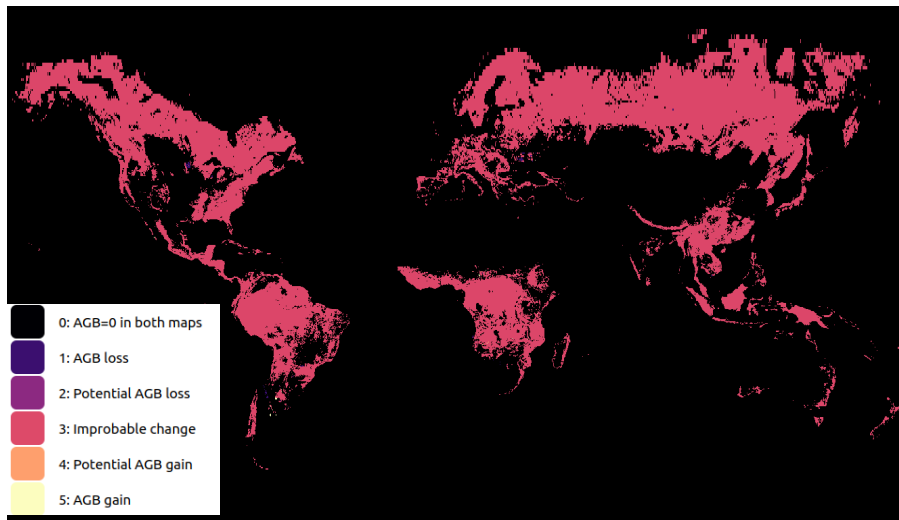 0: AGB=0 in both maps
1: AGB loss
2: Potential AGB loss
3: Improbable change
4: Potential AGB gain
5: AGB gain